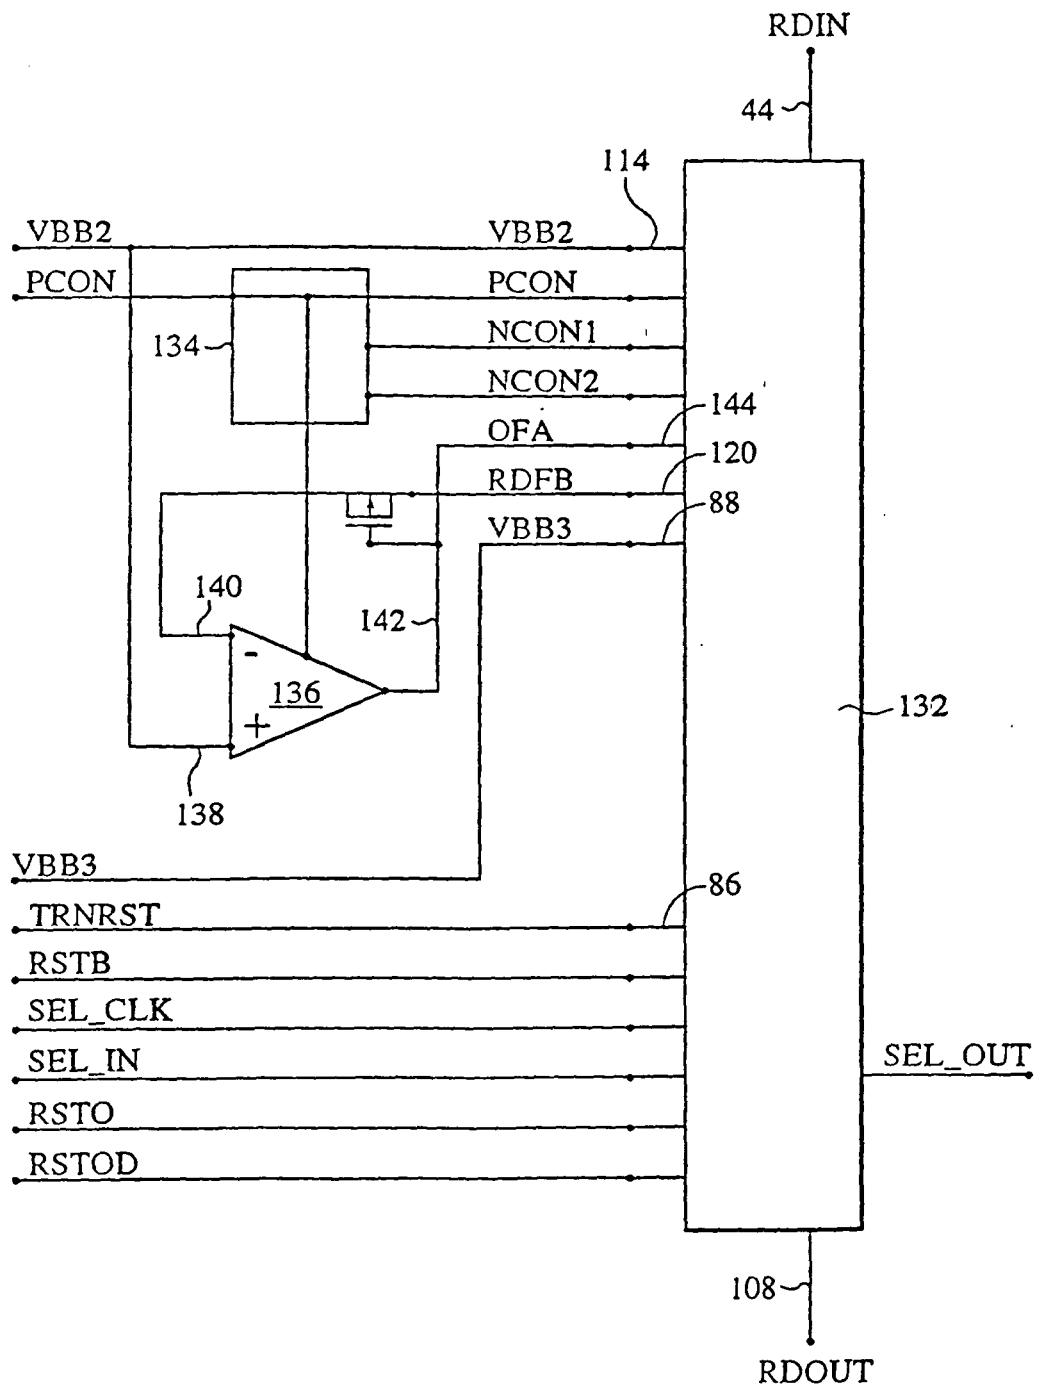 RDIN
44
114
VBB2 VBB2
PCON PCON
134 NCON1
NCON2
OFA 144
RDFB 120
VBB3 88
140
142
-
136
+
132
138
VBB3
TRNRST 86
RSTB
SEL_CLK
SEL_IN SEL_OUT
RSTO
RSTOD
108
RDOUT